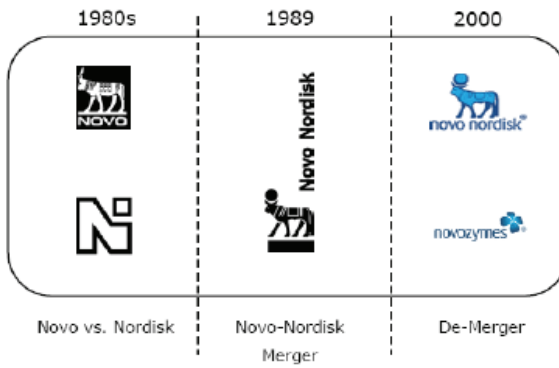 1980s
1989
2000
NOVO
Novo Nordisk
novo nordisk®
novozymes®
Novo vs. Nordisk
Novo-Nordisk
Merger
De-Merger